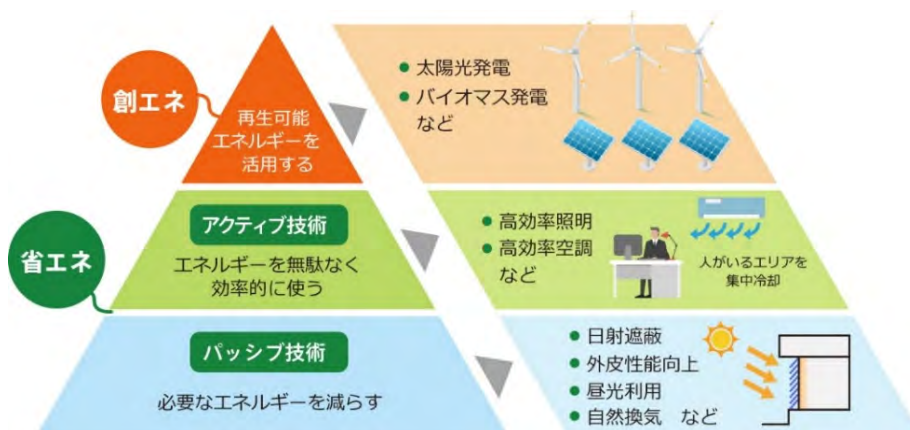 創エネ
再生可能
エネルギーを
活用する
● 太陽光発電
● バイオマス発電
など
省エネ
アクティブ技術
エネルギーを無駄なく
効率的に使う
● 高効率照明
● 高効率空調
など
人がいるエリアを
集中冷却
パッシブ技術
必要なエネルギーを減らす
● 日射遮蔽
● 外皮性能向上
● 昼光利用
● 自然換気 など